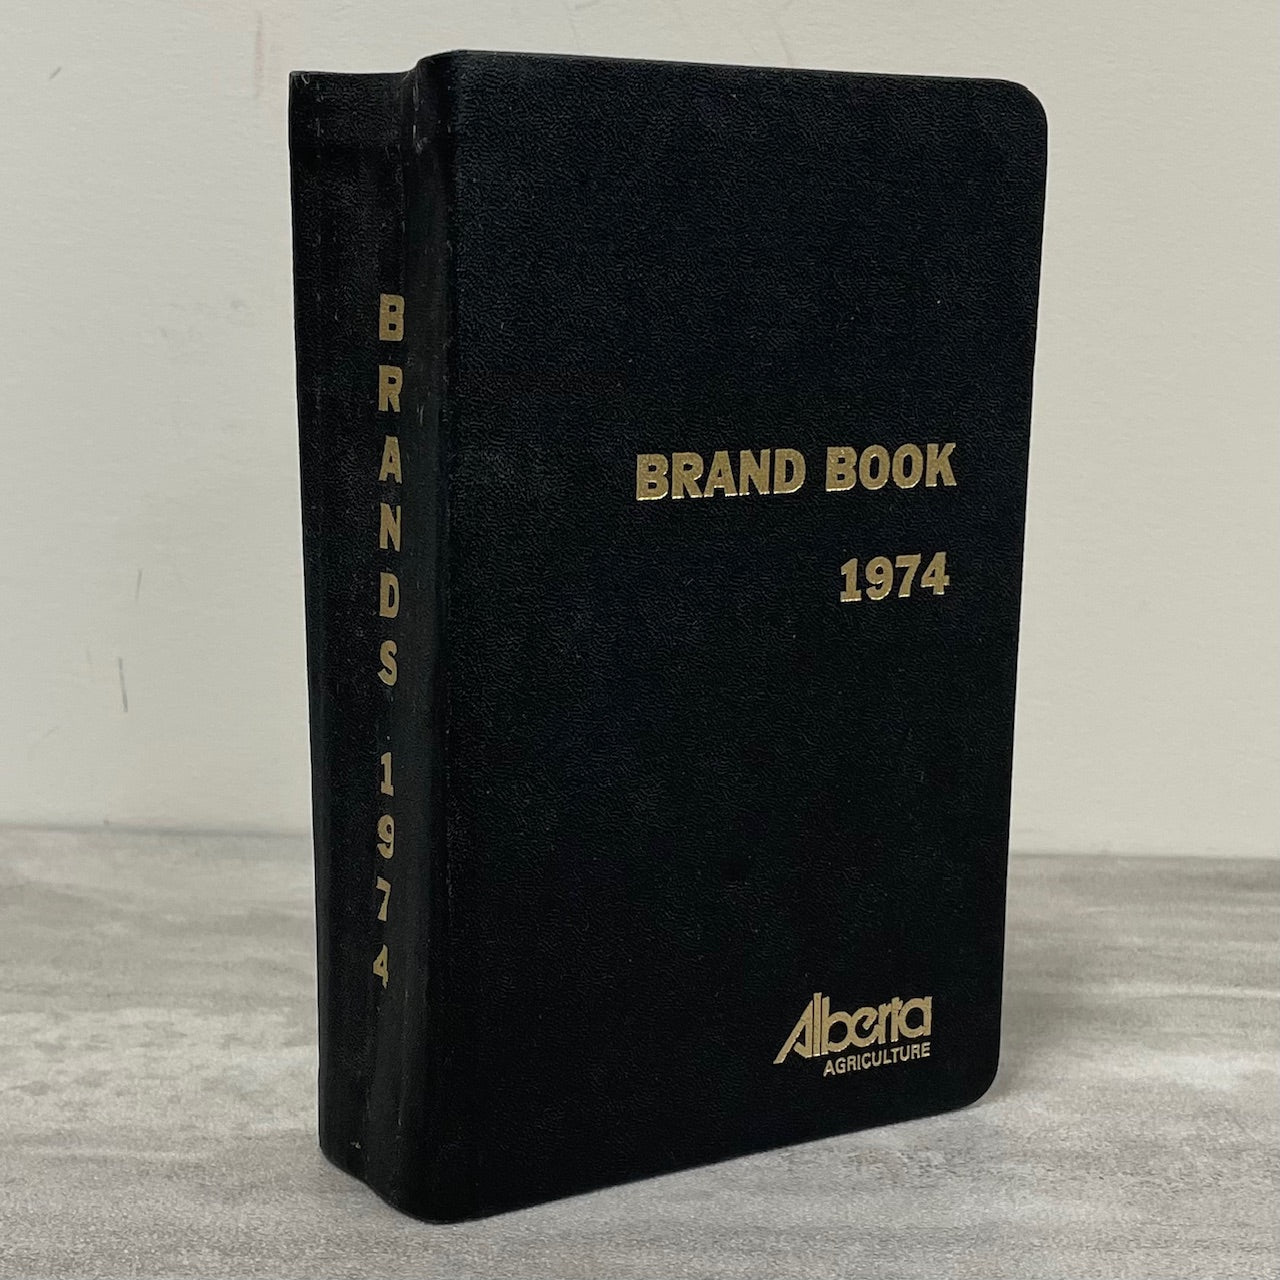 BRANDS 1974
BRAND BOOK
1974
Alberta
AGRICULTURE